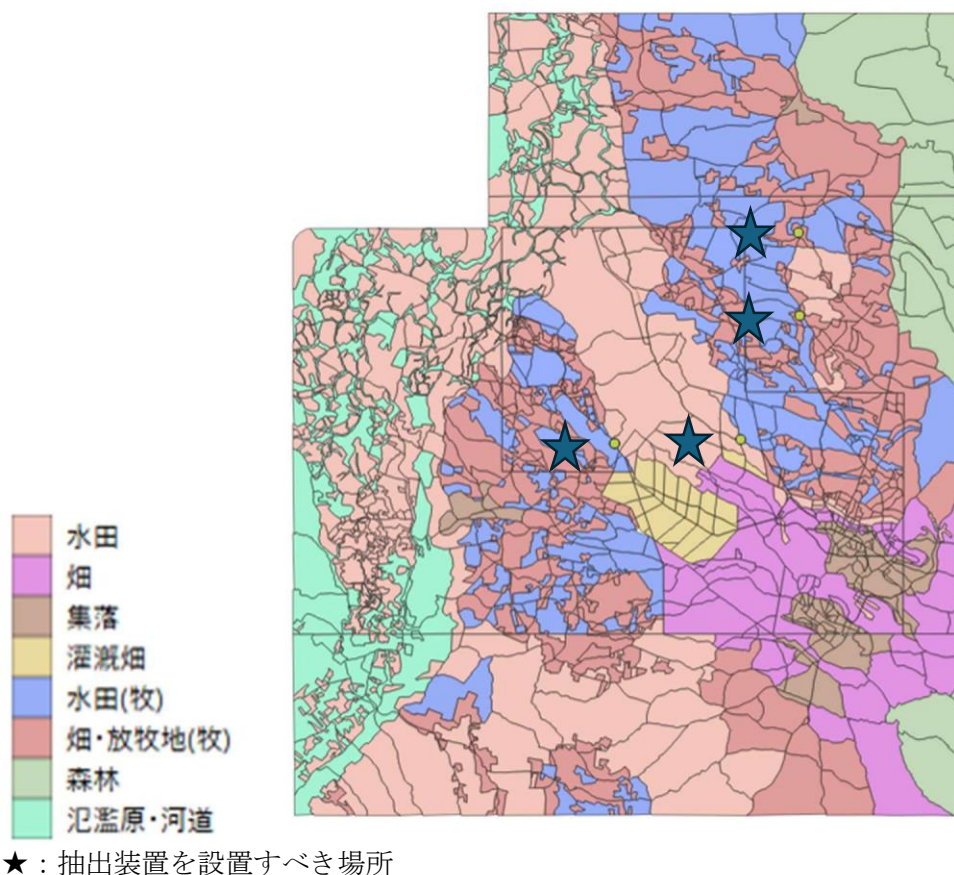 水田
畑
集落
灌漑畑
水田(牧)
畑・放牧地(牧)
森林
氾濫原・河道
★：抽出装置を設置すべき場所